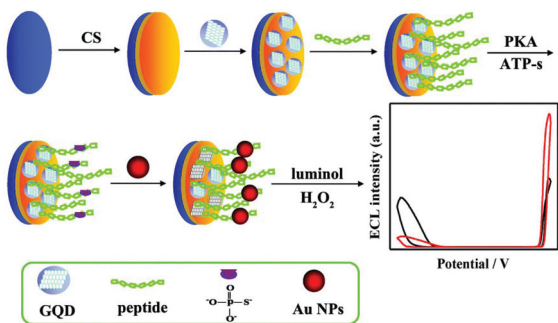 CS
PKA
ATP-s
luminol
H₂O₂
ECL intensity (a.u.)
Potential / V
GQD
peptide
O
⁻O-P-S⁻
O⁻
Au NPs